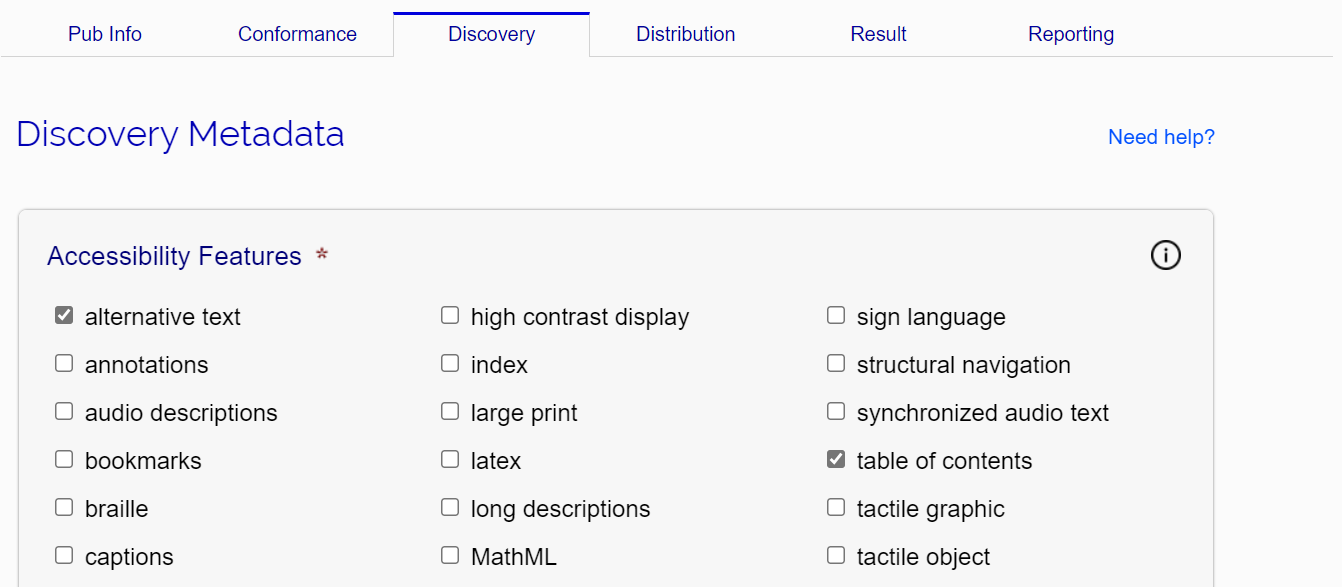 Pub Info Conformance Discovery Distribution Result Reporting
Discovery Metadata Need help?
Accessibility Features *
alternative text high contrast display sign language
annotations index structural navigation
audio descriptions large print synchronized audio text
bookmarks latex table of contents
braille long descriptions tactile graphic
captions MathML tactile object